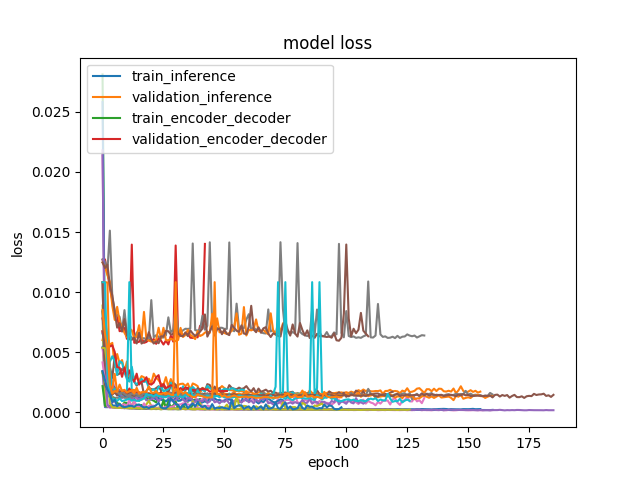 model loss
train_inference
validation_inference
train_encoder_decoder
validation_encoder_decoder
0.025
0.020
0.015
0.010
0.005
0.000
loss
0 25 50 75 100 125 150 175
epoch